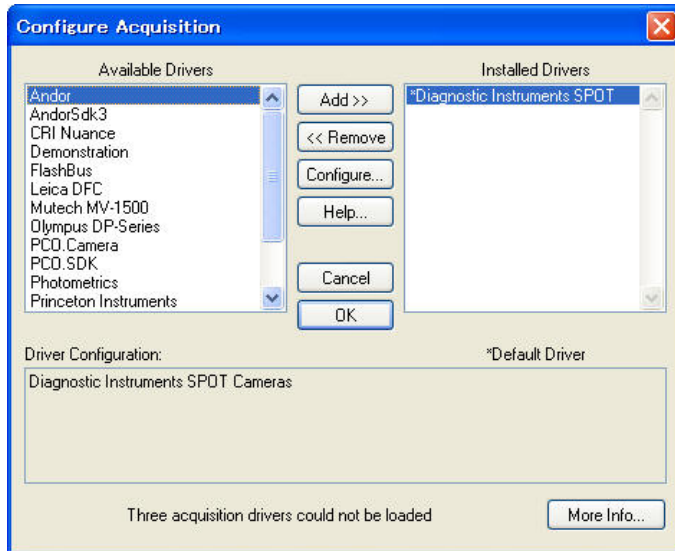 Configure Acquisition
Available Drivers
Installed Drivers
Andor
AndorSdk3
CRI Nuance
Demonstration
FlashBus
Leica DFC
Mutech MV-1500
Olympus DP-Series
PCO.Camera
PCO.SDK
Photometrics
Princeton Instruments
Add >>
<< Remove
Configure...
Help...
Cancel
OK
*Diagnostic Instruments SPOT
Driver Configuration:
*Default Driver
Diagnostic Instruments SPOT Cameras
Three acquisition drivers could not be loaded
More Info...